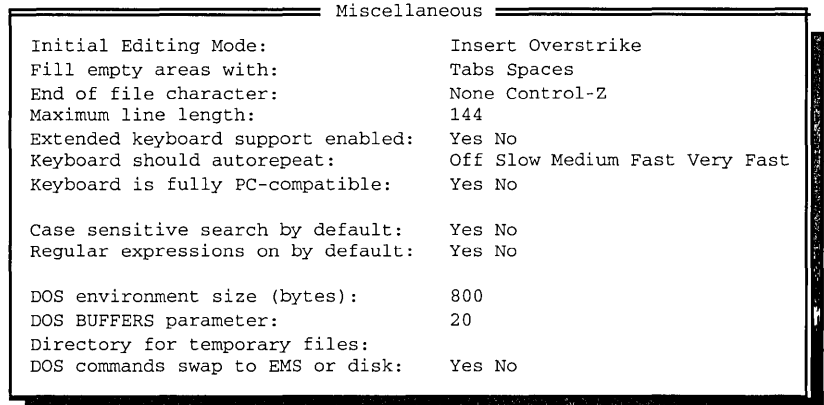 Miscellaneous
Initial Editing Mode: Insert Overstrike
Fill empty areas with: Tabs Spaces
End of file character: None Control-Z
Maximum line length: 144
Extended keyboard support enabled: Yes No
Keyboard should autorepeat: Off Slow Medium Fast Very Fast
Keyboard is fully PC-compatible: Yes No
Case sensitive search by default: Yes No
Regular expressions on by default: Yes No
DOS environment size (bytes): 800
DOS BUFFERS parameter: 20
Directory for temporary files:
DOS commands swap to EMS or disk: Yes No